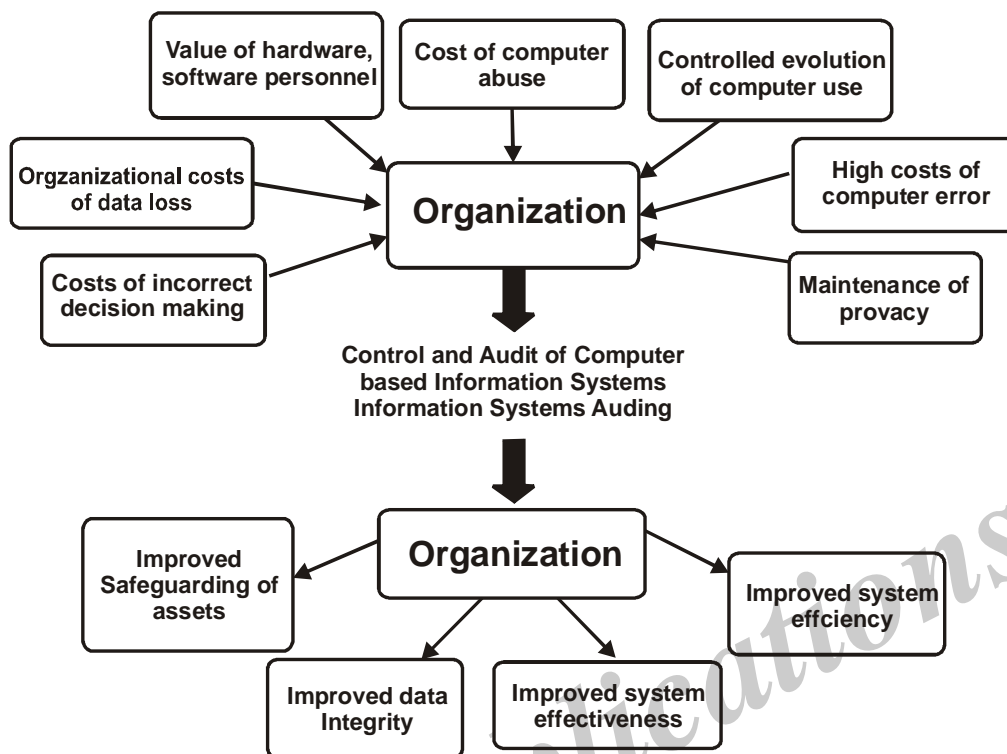 Value of hardware,
software personnel
Cost of computer
abuse
Controlled evolution
of computer use
Orgzanizational costs
of data loss
Organization
High costs of
computer error
Costs of incorrect
decision making
Maintenance of
provacy
Control and Audit of Computer
based Information Systems
Information Systems Auding
Organization
Improved
Safeguarding of
assets
Improved system
effciency
Improved data
Integrity
Improved system
effectiveness